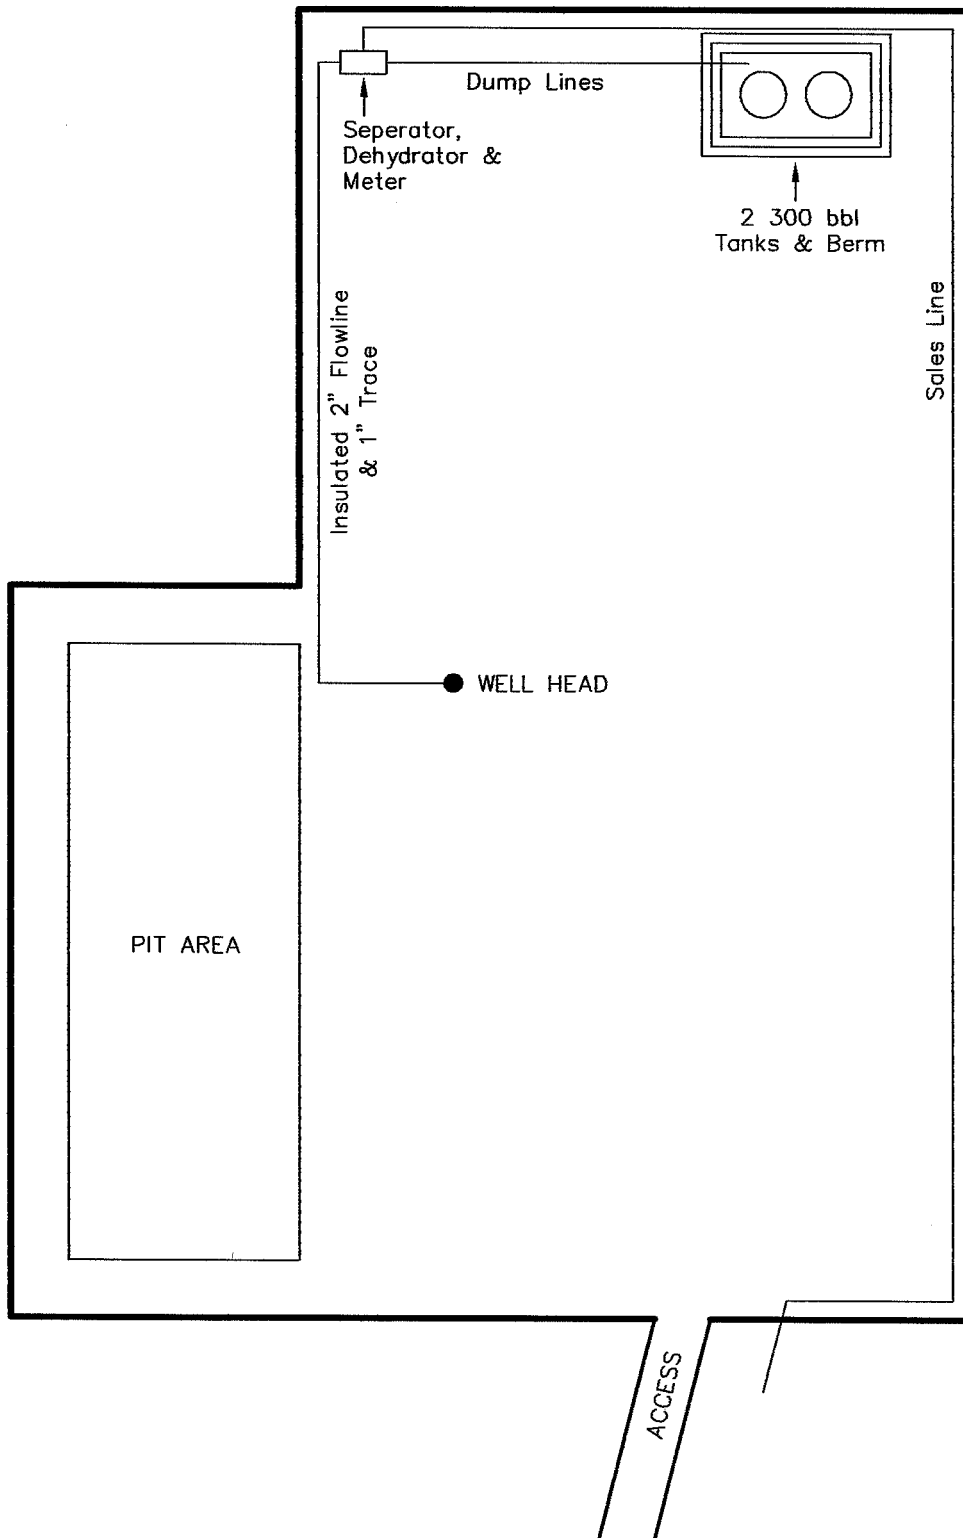 Dump Lines
Seperator,
Dehydrator &
Meter
2 300 bbl
Tanks & Berm
Insulated 2" Flowline
& 1" Trace
Sales Line
WELL HEAD
PIT AREA
ACCESS